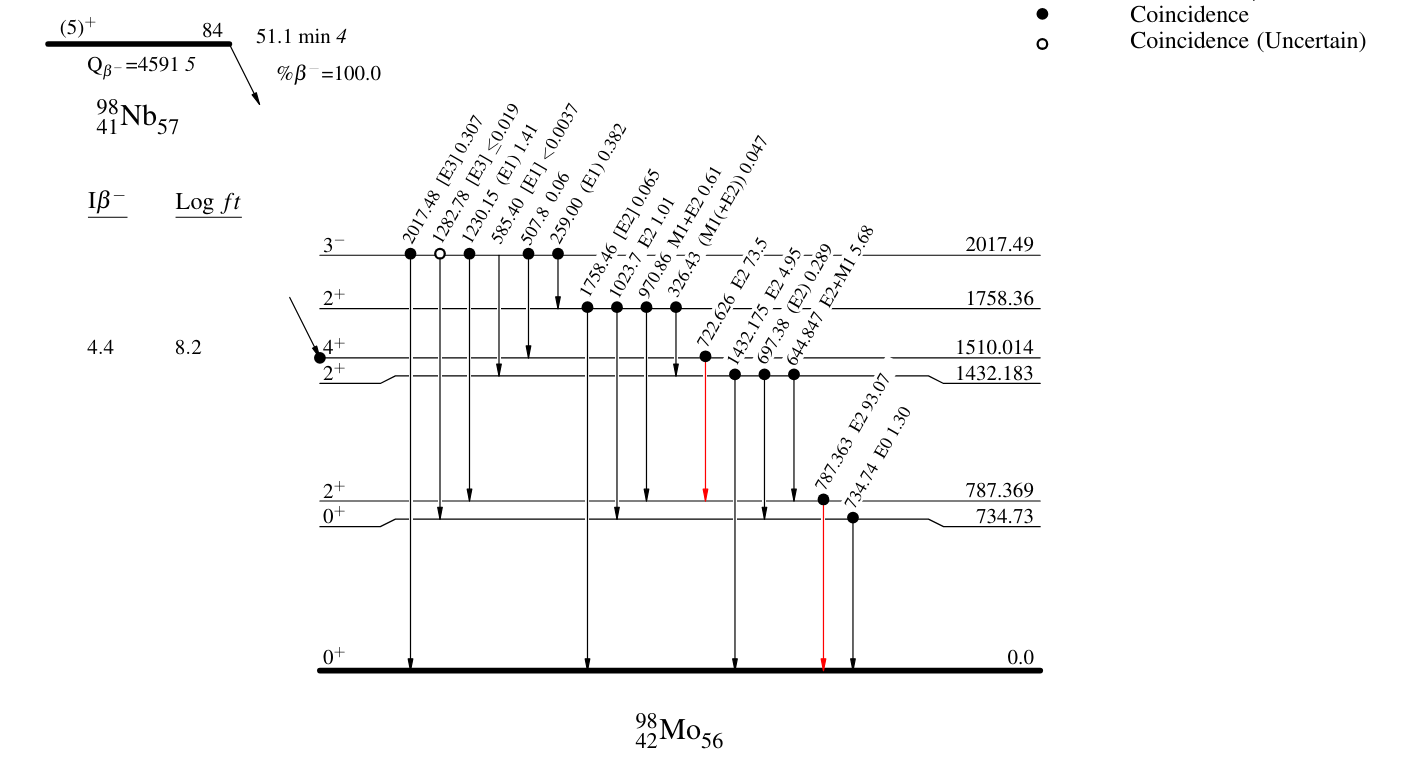 Coincidence
Coincidence (Uncertain)
(5)⁺ 84
51.1 min 4
Qβ⁻=4591 5
%β⁻=100.0
⁹⁸₄₁Nb₅₇
Iβ⁻ Log ft
2017.48 [E3] 0.307
1282.78 [E3] ≤0.019
1230.15 (E1) 1.41
585.40 [E1] <0.0037
507.8 0.06
259.00 (E1) 0.382
1758.46 [E2] 0.065
1023.7 E2 1.01
970.86 M1+E2 0.61
326.43 (M1(+E2)) 0.047
722.626 E2 73.5
1432.175 E2 4.95
697.38 (E2) 0.289
644.847 E2+M1 5.68
787.363 E2 93.07
734.74 E0 1.30
3⁻ 2017.49
2⁺ 1758.36
4.4 8.2 4⁺ 1510.014
2⁺ 1432.183
2⁺ 787.369
0⁺ 734.73
0⁺ 0.0
⁹⁸₄₂Mo₅₆